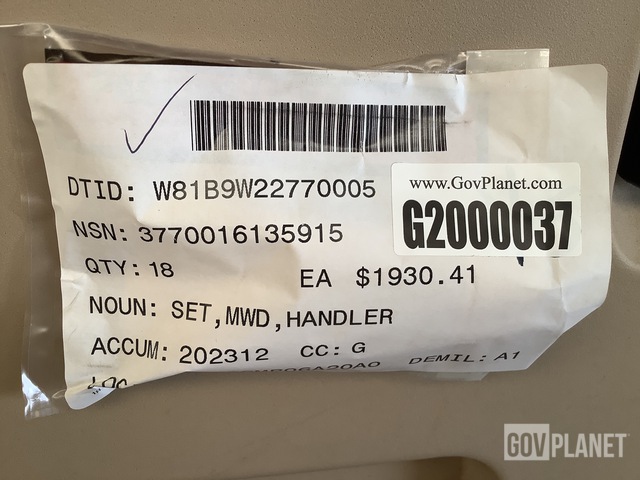 DTID: W81B9W22770005
www.GovPlanet.com
G2000037
NSN: 3770016135915
QTY: 18 EA $1930.41
NOUN: SET,MWD,HANDLER
ACCUM: 202312 CC: G
DEMIL: A1
GOVPLANET